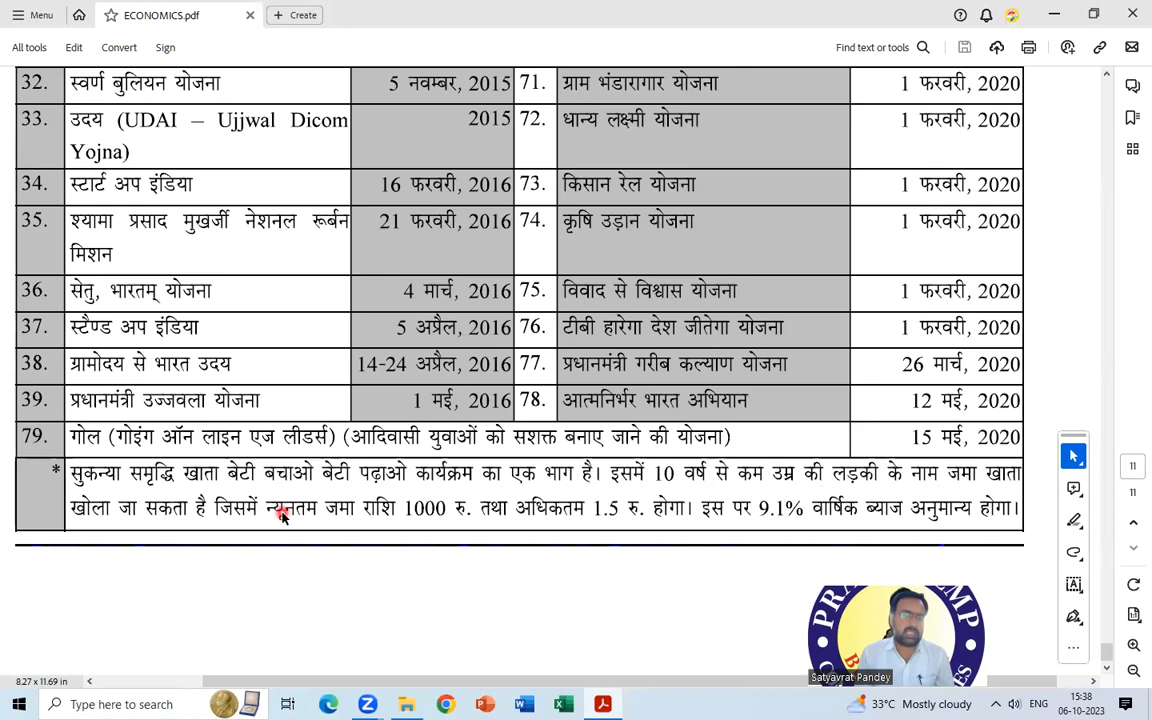 Menu
ECONOMICS.pdf
Create
All tools Edit Convert Sign
Find text or tools
32. स्वर्ण बुलियन योजना 5 नवम्बर, 2015 71. ग्राम भंडारागार योजना 1 फरवरी, 2020
33. उदय (UDAI – Ujjwal Dicom 2015 72. धान्य लक्ष्मी योजना 1 फरवरी, 2020
Yojna)
34. स्टार्ट अप इंडिया 16 फरवरी, 2016 73. किसान रेल योजना 1 फरवरी, 2020
35. श्यामा प्रसाद मुखर्जी नेशनल रूर्बन 21 फरवरी, 2016 74. कृषि उड़ान योजना 1 फरवरी, 2020
मिशन
36. सेतु, भारतम् योजना 4 मार्च, 2016 75. विवाद से विश्वास योजना 1 फरवरी, 2020
37. स्टैण्ड अप इंडिया 5 अप्रैल, 2016 76. टीबी हारेगा देश जीतेगा योजना 1 फरवरी, 2020
38. ग्रामोदय से भारत उदय 14-24 अप्रैल, 2016 77. प्रधानमंत्री गरीब कल्याण योजना 26 मार्च, 2020
39. प्रधानमंत्री उज्जवला योजना 1 मई, 2016 78. आत्मनिर्भर भारत अभियान 12 मई, 2020
79. गोल (गोइंग ऑन लाइन एज लीडर्स) (आदिवासी युवाओं को सशक्त बनाए जाने की योजना) 15 मई, 2020
* सुकन्या समृद्धि खाता बेटी बचाओ बेटी पढ़ाओ कार्यक्रम का एक भाग है। इसमें 10 वर्ष से कम उम्र की लड़की के नाम जमा खाता
खोला जा सकता है जिसमें न्यूनतम जमा राशि 1000 रु. तथा अधिकतम 1.5 रु. होगा। इस पर 9.1% वार्षिक ब्याज अनुमान्य होगा।
11
11
Satyavrat Pandey
8.27 x 11.69 in
Type here to search
33°C Mostly cloudy
ENG
15:38
06-10-2023